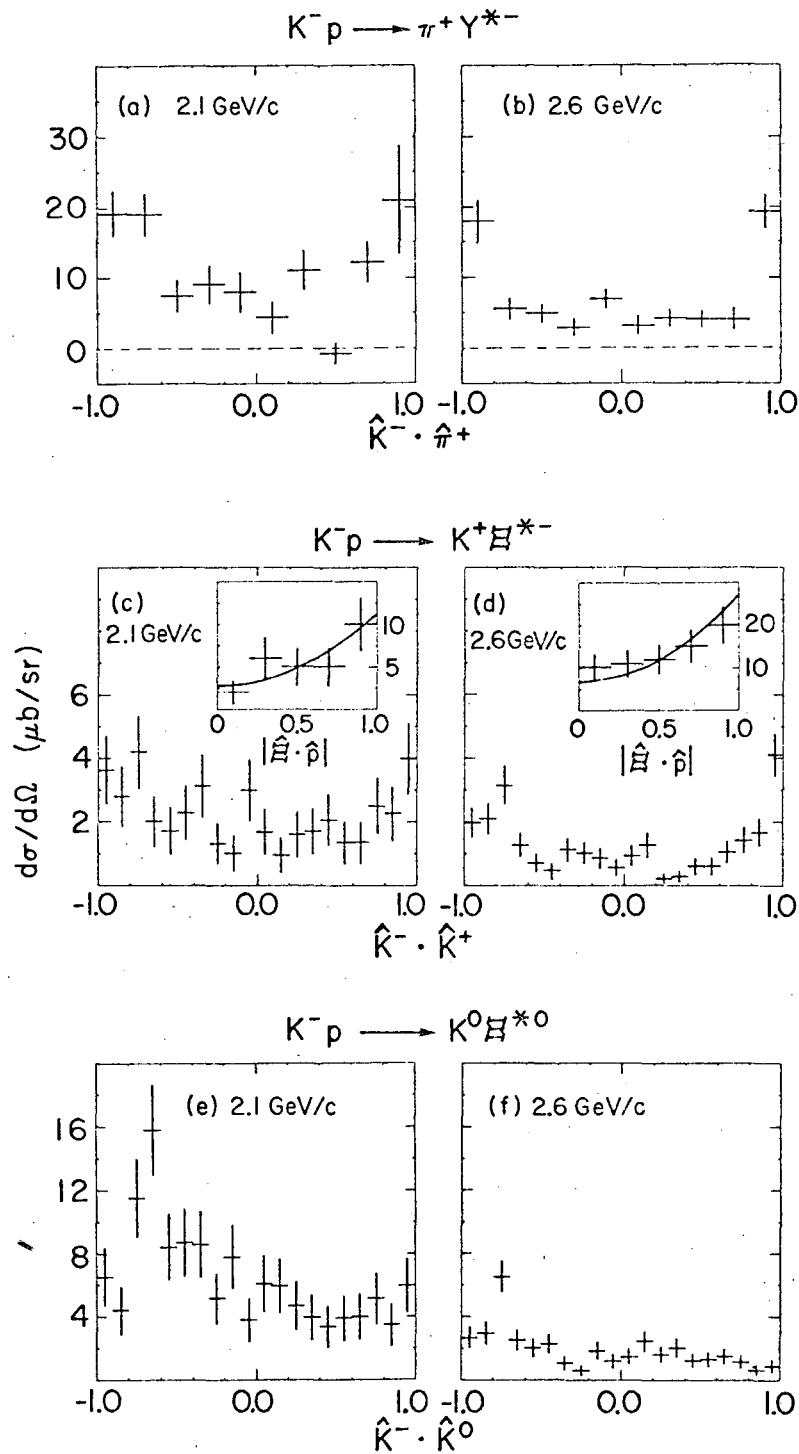 K⁻p ⟶ π⁺ Y*⁻
(a) 2.1 GeV/c
(b) 2.6 GeV/c
30
20
10
0
-1.0 0.0 1.0
-1.0 0.0 1.0
K̂⁻ · π̂⁺
K⁻p ⟶ K⁺Ξ*⁻
(c)
2.1 GeV/c
10
5
0 0.5 1.0
|Ξ̂ · p̂|
(d)
2.6 GeV/c
20
10
0 0.5 1.0
|Ξ̂ · p̂|
6
4
2
dσ/dΩ (μb/sr)
-1.0 0.0 1.0
-1.0 0.0 1.0
K̂⁻ · K̂⁺
K⁻p ⟶ K⁰Ξ*⁰
(e) 2.1 GeV/c
(f) 2.6 GeV/c
16
12
8
4
-1.0 0.0 1.0
-1.0 0.0 1.0
K̂⁻ · K̂⁰